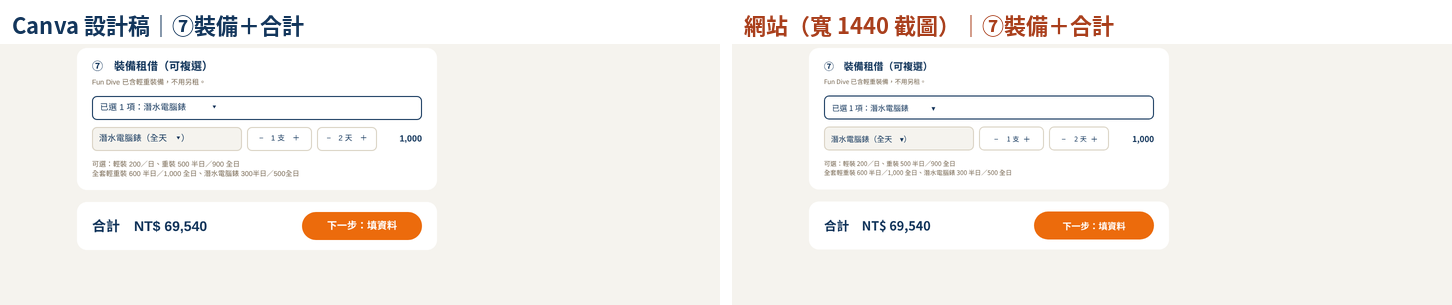 Canva 設計稿｜⑦裝備＋合計
⑦ 裝備租借（可複選）
Fun Dive 已含輕重裝備，不用另租。
已選 1 項：潛水電腦錶 ▾
潛水電腦錶（全天 ▾） − 1 支 ＋ − 2 天 ＋ 1,000
可選：輕裝 200／日、重裝 500 半日／900 全日
全套輕重裝 600 半日／1,000 全日、潛水電腦錶 300半日／500全日
合計 NT$ 69,540 下一步：填資料
網站（寬 1440 截圖）｜⑦裝備＋合計
⑦ 裝備租借（可複選）
Fun Dive 已含輕重裝備，不用另租。
已選 1 項：潛水電腦錶 ▾
潛水電腦錶（全天 ▾） − 1 支 ＋ − 2 天 ＋ 1,000
可選：輕裝 200／日、重裝 500 半日／900 全日
全套輕重裝 600 半日／1,000 全日、潛水電腦錶 300 半日／500 全日
合計 NT$ 69,540 下一步：填資料